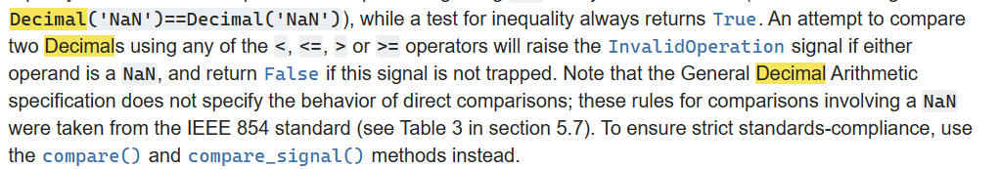 Decimal('NaN')==Decimal('NaN')), while a test for inequality always returns True. An attempt to compare
two Decimals using any of the <, <=, > or >= operators will raise the InvalidOperation signal if either
operand is a NaN, and return False if this signal is not trapped. Note that the General Decimal Arithmetic
specification does not specify the behavior of direct comparisons; these rules for comparisons involving a NaN
were taken from the IEEE 854 standard (see Table 3 in section 5.7). To ensure strict standards-compliance, use
the compare() and compare_signal() methods instead.